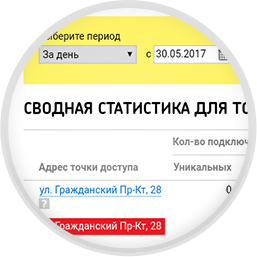 ыберите период
За день с 30.05.2017
СВОДНАЯ СТАТИСТИКА ДЛЯ ТО
Кол-во подключ
Адрес точки доступа Уникальных
ул. Гражданский Пр-Кт, 28 0
?
Гражданский Пр-Кт, 28